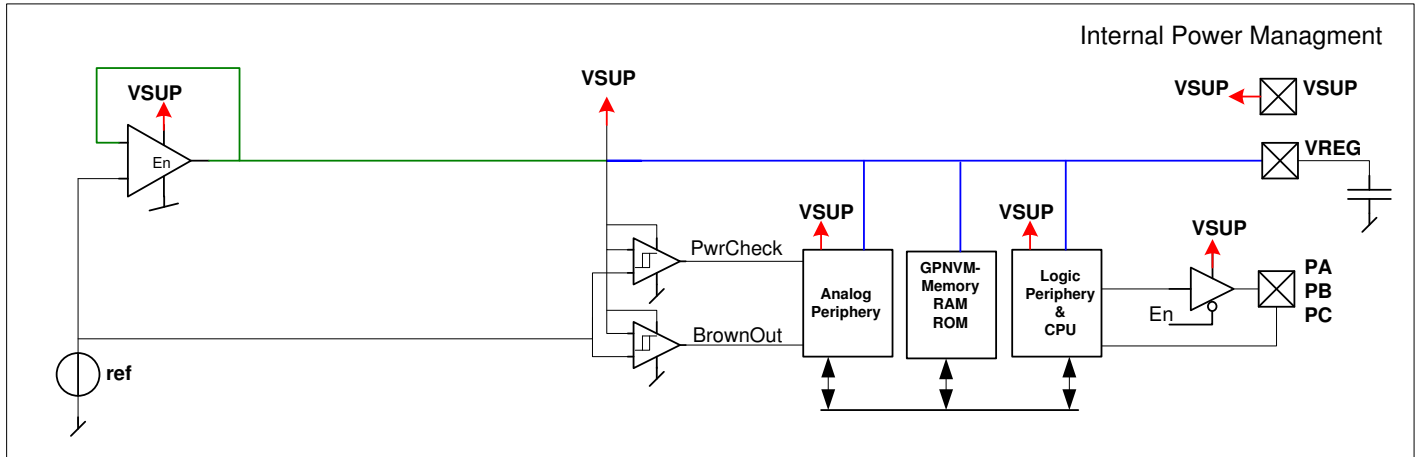 Internal Power Managment
VSUP
VSUP
VSUP
VSUP
En
VREG
VSUP
VSUP
VSUP
PwrCheck
Analog
Periphery
GPNVM-
Memory
RAM
ROM
Logic
Periphery
&
CPU
En
PA
PB
PC
BrownOut
ref